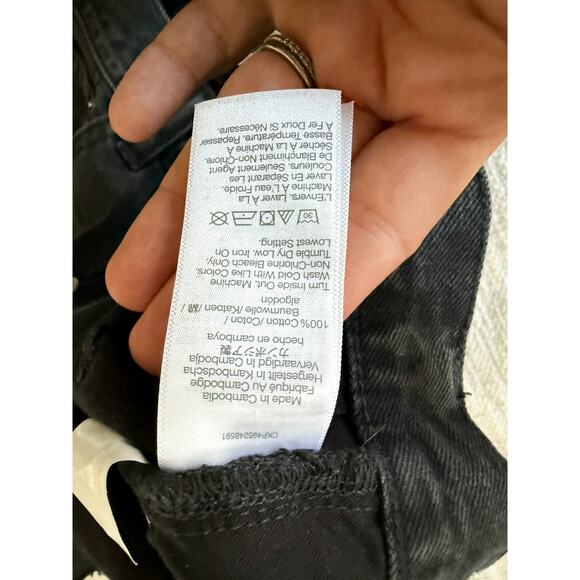 CKP495248591
Made In Cambodia
Fabriqué Au Cambodge
Hergestellt In Kambodscha
Vervaardigd In Cambodja
カンボジア製
hecho en camboya
100% Cotton /Coton /
Baumwolle /Katoen /綿 /
algodón
Turn Inside Out. Machine
Wash Cold With Like Colors.
Non-Chlorine Bleach Only.
Tumble Dry Low. Iron On
Lowest Setting.
30
L'Envers. Laver A La
Machine À L'eau Froide.
Laver En Séparant Les
Couleurs. Seulement Agent
De Blanchiment Non-Chlore.
Sécher À La Machine À
Basse Température. Repasser
À Fer Doux Si Nécessaire.